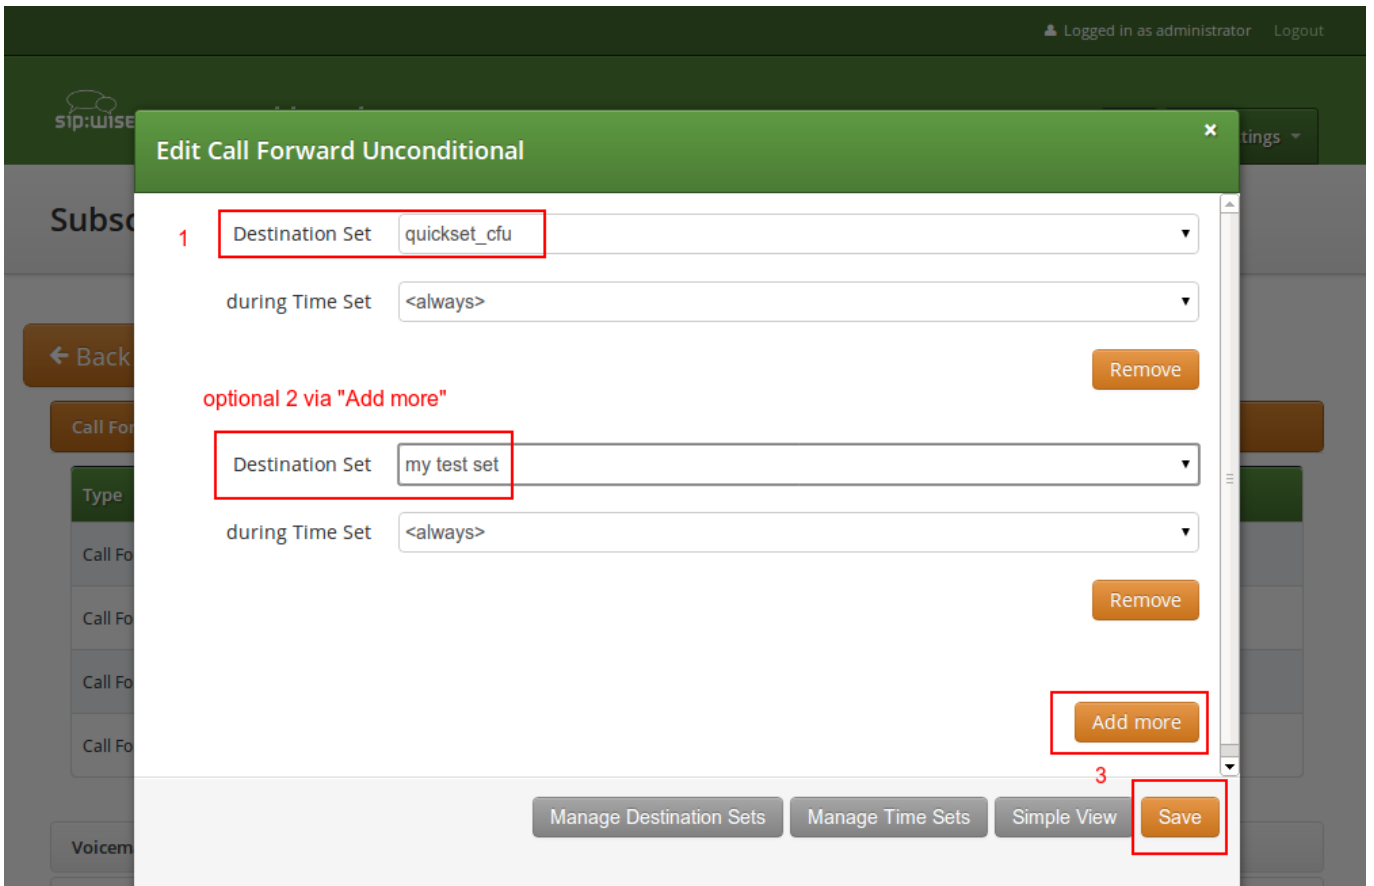 Logged in as administrator Logout
sip:wise
tings
Edit Call Forward Unconditional ×
Subsc
1 Destination Set quickset_cfu
during Time Set <always>
Back
Remove
optional 2 via "Add more"
Call For
Destination Set my test set
Type
during Time Set <always>
Call Fo
Remove
Call Fo
Call Fo
Add more
Call Fo
3
Manage Destination Sets Manage Time Sets Simple View Save
Voicem